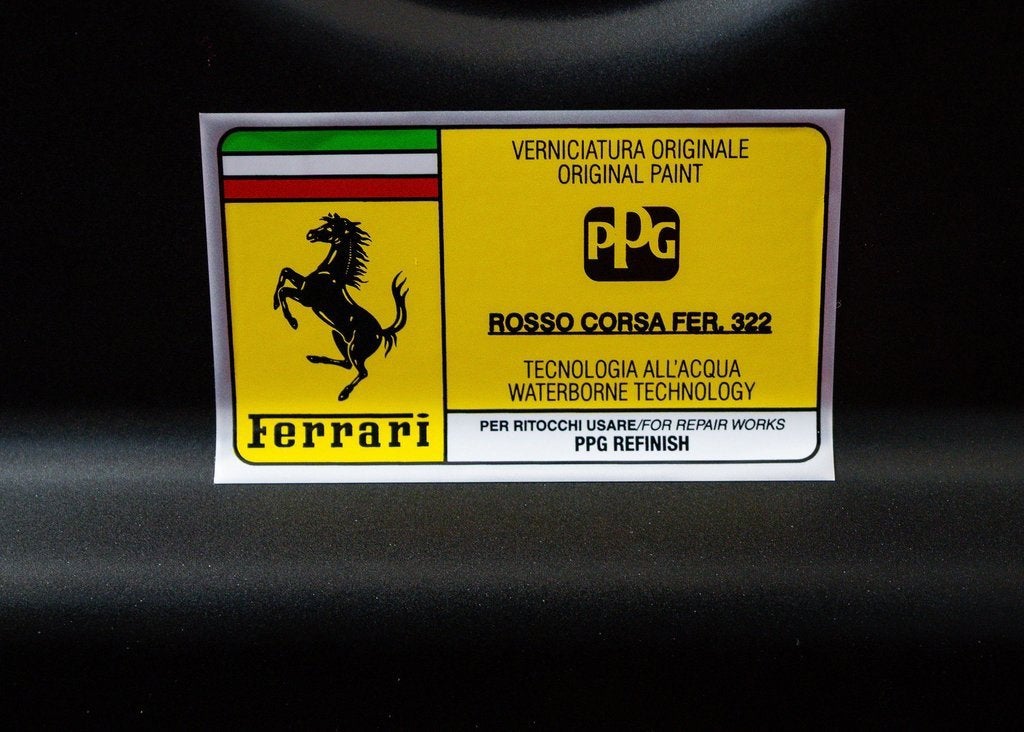 VERNICIATURA ORIGINALE
ORIGINAL PAINT
PPG
ROSSO CORSA FER. 322
TECNOLOGIA ALL'ACQUA
WATERBORNE TECHNOLOGY
PER RITOCCHI USARE/FOR REPAIR WORKS
PPG REFINISH
Ferrari